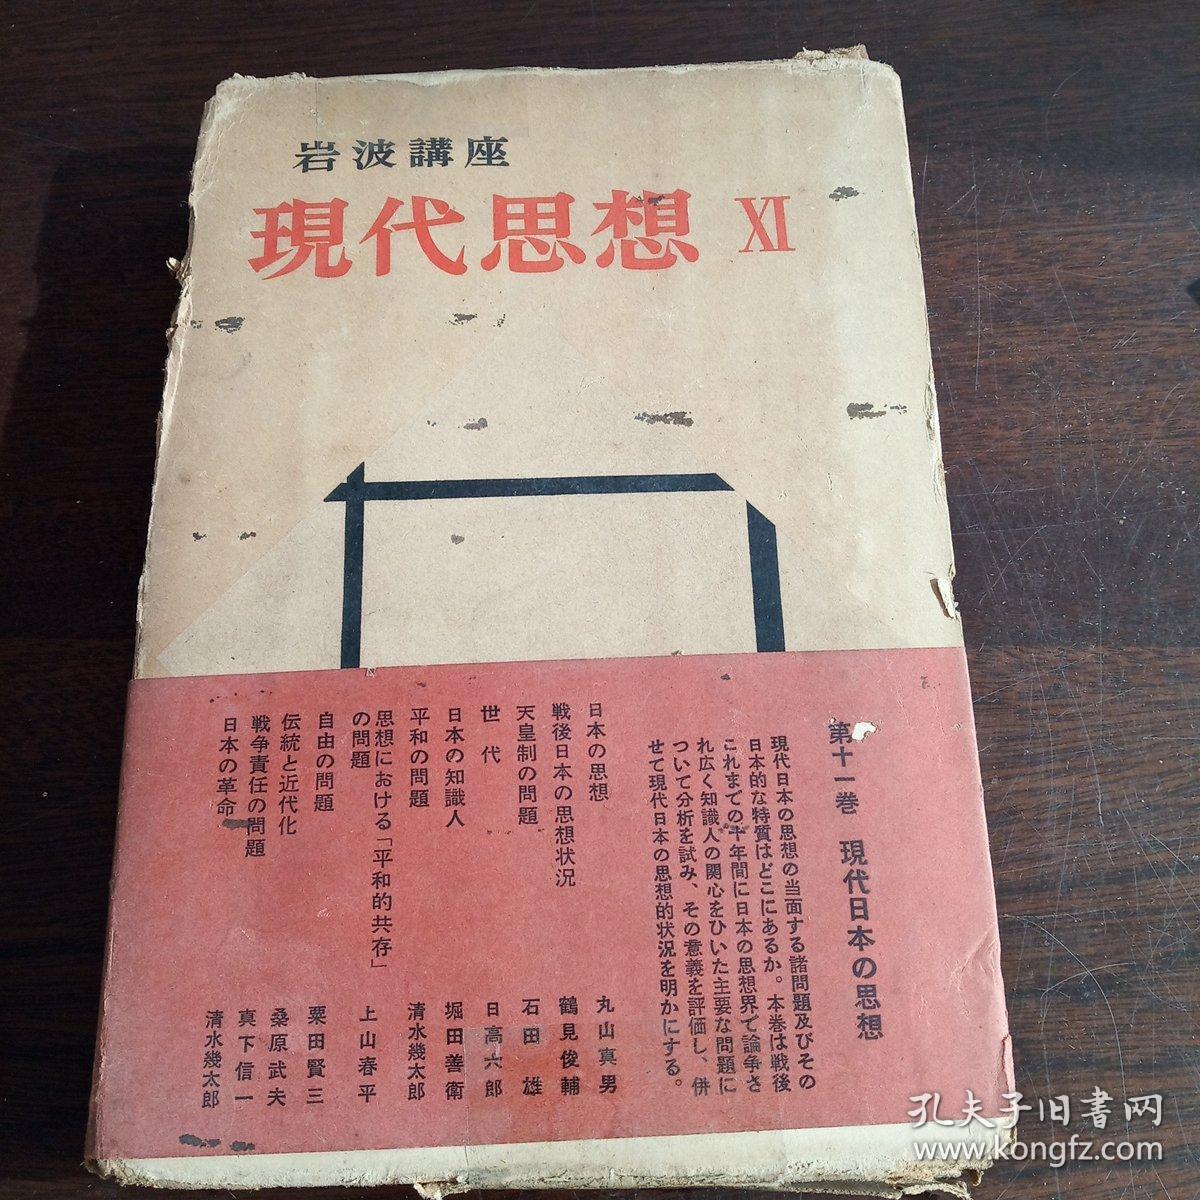 岩波講座
現代思想 XI
第十一巻　現代日本の思想
現代日本の思想の当面する諸問題及びその
日本的な特質はどこにあるか。本巻は戦後
これまでの十年間に日本の思想界で論争さ
れ広く知識人の関心をひいた主要な問題に
ついて分析を試み、その意義を評価し、併
せて現代日本の思想的状況を明かにする。
日本の思想　丸山真男
戦後日本の思想状況　鶴見俊輔
天皇制の問題　石田　雄
世代　日高六郎
日本の知識人　堀田善衛
平和の問題　清水幾太郎
思想における「平和的共存」
の問題　上山春平
自由の問題　粟田賢三
伝統と近代化　桑原武夫
戦争責任の問題　真下信一
日本の革命　清水幾太郎
孔夫子旧书网
www.kongfz.com